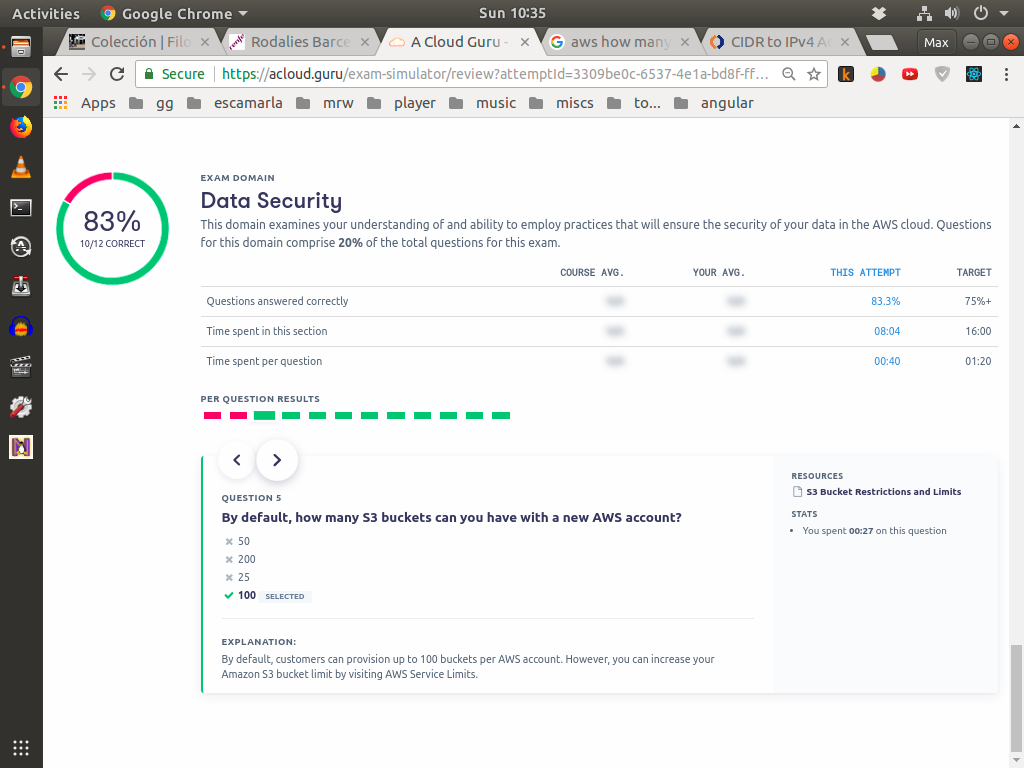 Activities Google Chrome Sun 10:35
Colección | Filo Rodalies Barce A Cloud Guru - aws how many CIDR to IPv4 A Max
Secure https://acloud.guru/exam-simulator/review?attemptId=3309be0c-6537-4e1a-bd8f-ff...
Apps gg escamarla mrw player music miscs to... angular
EXAM DOMAIN
Data Security
83%
10/12 CORRECT
This domain examines your understanding of and ability to employ practices that will ensure the security of your data in the AWS cloud. Questions
for this domain comprise 20% of the total questions for this exam.
COURSE AVG. YOUR AVG. THIS ATTEMPT TARGET
Questions answered correctly 83.3% 75%+
Time spent in this section 08:04 16:00
Time spent per question 00:40 01:20
PER QUESTION RESULTS
QUESTION 5
By default, how many S3 buckets can you have with a new AWS account?
50
200
25
100 SELECTED
EXPLANATION:
By default, customers can provision up to 100 buckets per AWS account. However, you can increase your
Amazon S3 bucket limit by visiting AWS Service Limits.
RESOURCES
S3 Bucket Restrictions and Limits
STATS
You spent 00:27 on this question